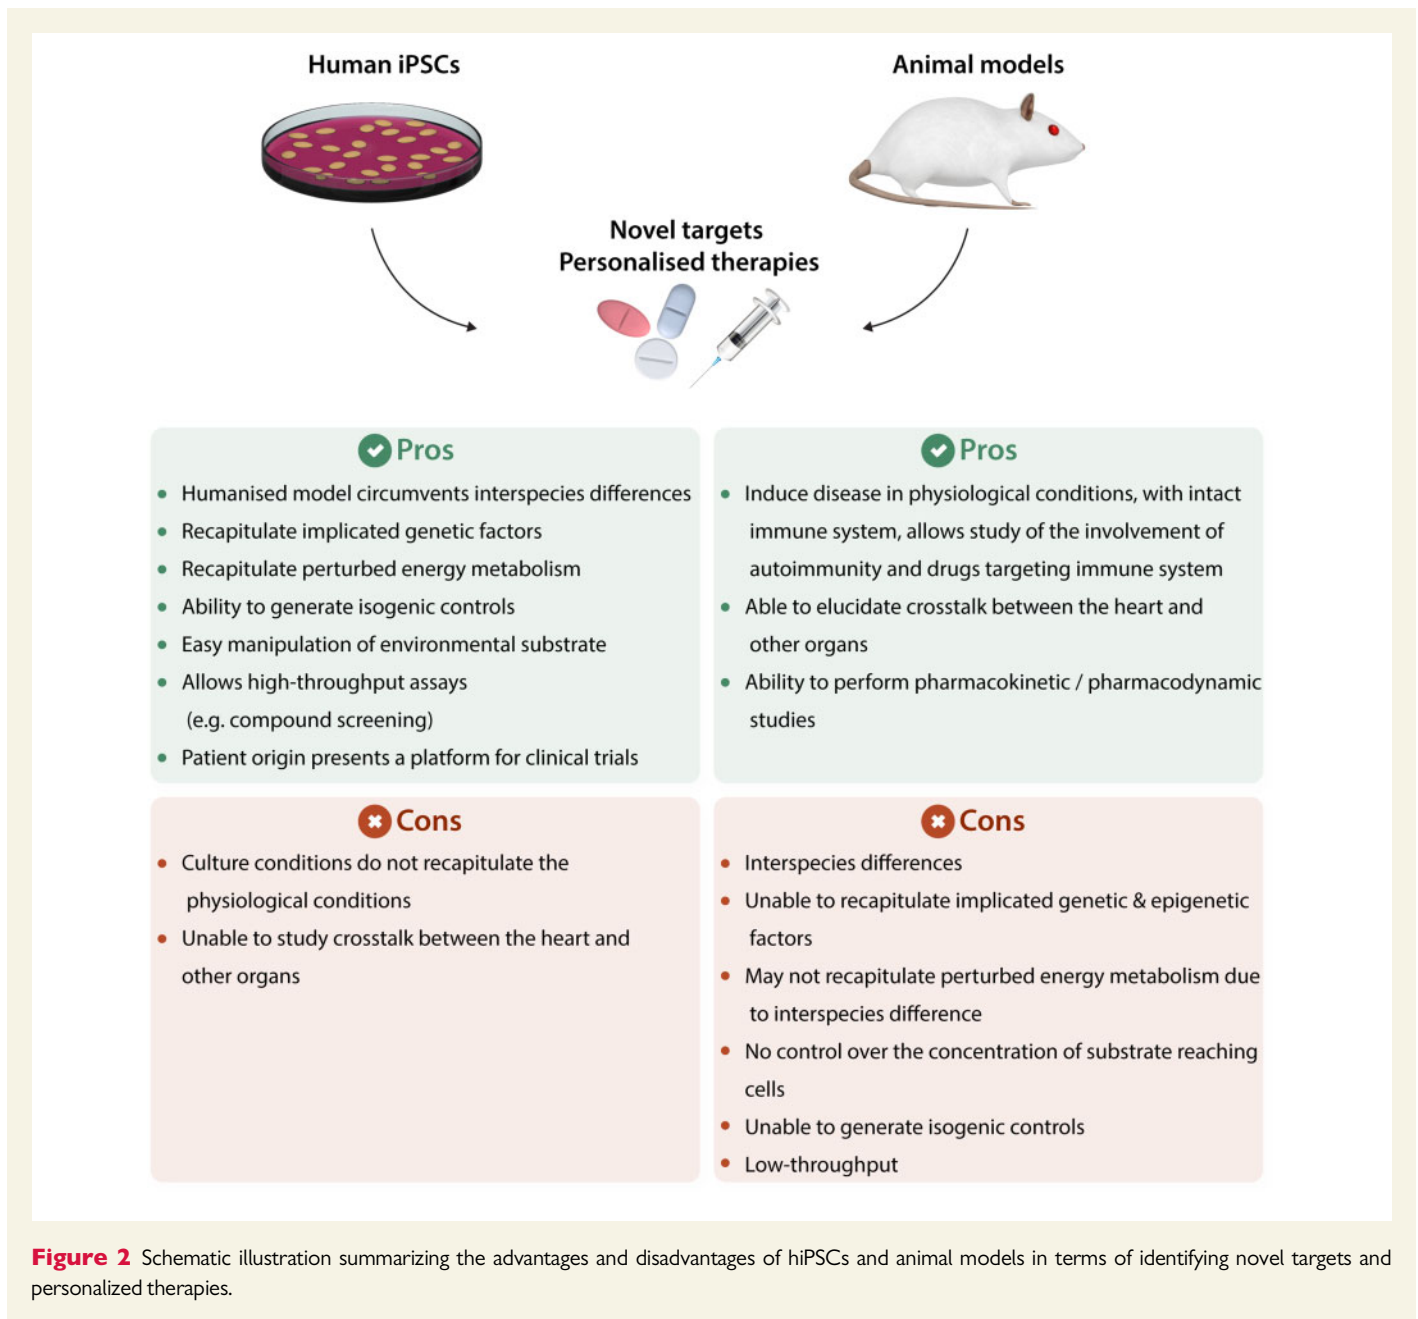 Human iPSCs
Animal models
Novel targets
Personalised therapies
Pros
• Humanised model circumvents interspecies differences
• Recapitulate implicated genetic factors
• Recapitulate perturbed energy metabolism
• Ability to generate isogenic controls
• Easy manipulation of environmental substrate
• Allows high-throughput assays
(e.g. compound screening)
• Patient origin presents a platform for clinical trials
Pros
• Induce disease in physiological conditions, with intact
immune system, allows study of the involvement of
autoimmunity and drugs targeting immune system
• Able to elucidate crosstalk between the heart and
other organs
• Ability to perform pharmacokinetic / pharmacodynamic
studies
Cons
• Culture conditions do not recapitulate the
physiological conditions
• Unable to study crosstalk between the heart and
other organs
Cons
• Interspecies differences
• Unable to recapitulate implicated genetic & epigenetic
factors
• May not recapitulate perturbed energy metabolism due
to interspecies difference
• No control over the concentration of substrate reaching
cells
• Unable to generate isogenic controls
• Low-throughput
Figure 2 Schematic illustration summarizing the advantages and disadvantages of hiPSCs and animal models in terms of identifying novel targets and
personalized therapies.